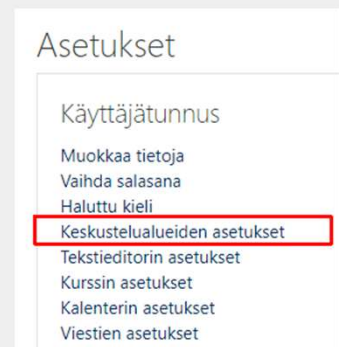 Asetukset
Käyttäjätunnus
Muokkaa tietoja
Vaihda salasana
Haluttu kieli
Keskustelualueiden asetukset
Tekstieditorin asetukset
Kurssin asetukset
Kalenterin asetukset
Viestien asetukset